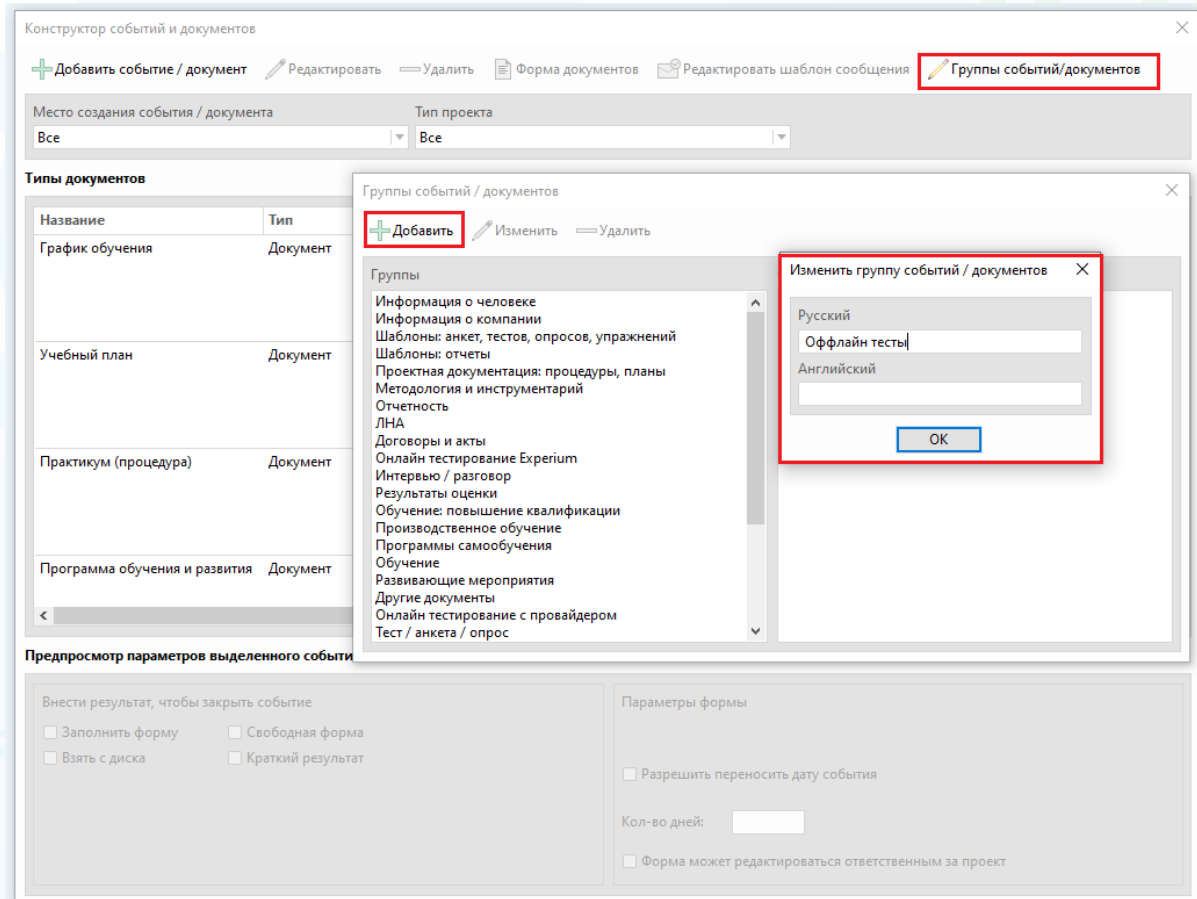 Конструктор событий и документов
Добавить событие / документ Редактировать Удалить Форма документов Редактировать шаблон сообщения Группы событий/документов
Место создания события / документа Тип проекта
Все Все
Типы документов
Название Тип
График обучения Документ
Учебный план Документ
Практикум (процедура) Документ
Программа обучения и развития Документ
Группы событий / документов
Добавить Изменить Удалить
Группы
Информация о человеке
Информация о компании
Шаблоны: анкет, тестов, опросов, упражнений
Шаблоны: отчеты
Проектная документация: процедуры, планы
Методология и инструментарий
Отчетность
ЛНА
Договоры и акты
Онлайн тестирование Experium
Интервью / разговор
Результаты оценки
Обучение: повышение квалификации
Производственное обучение
Программы самообучения
Обучение
Развивающие мероприятия
Другие документы
Онлайн тестирование с провайдером
Тест / анкета / опрос
Изменить группу событий / документов
Русский
Оффлайн тесты
Английский
OK
Предпросмотр параметров выделенного событи
Внести результат, чтобы закрыть событие
Заполнить форму Свободная форма
Взять с диска Краткий результат
Параметры формы
Разрешить переносить дату события
Кол-во дней:
Форма может редактироваться ответственным за проект